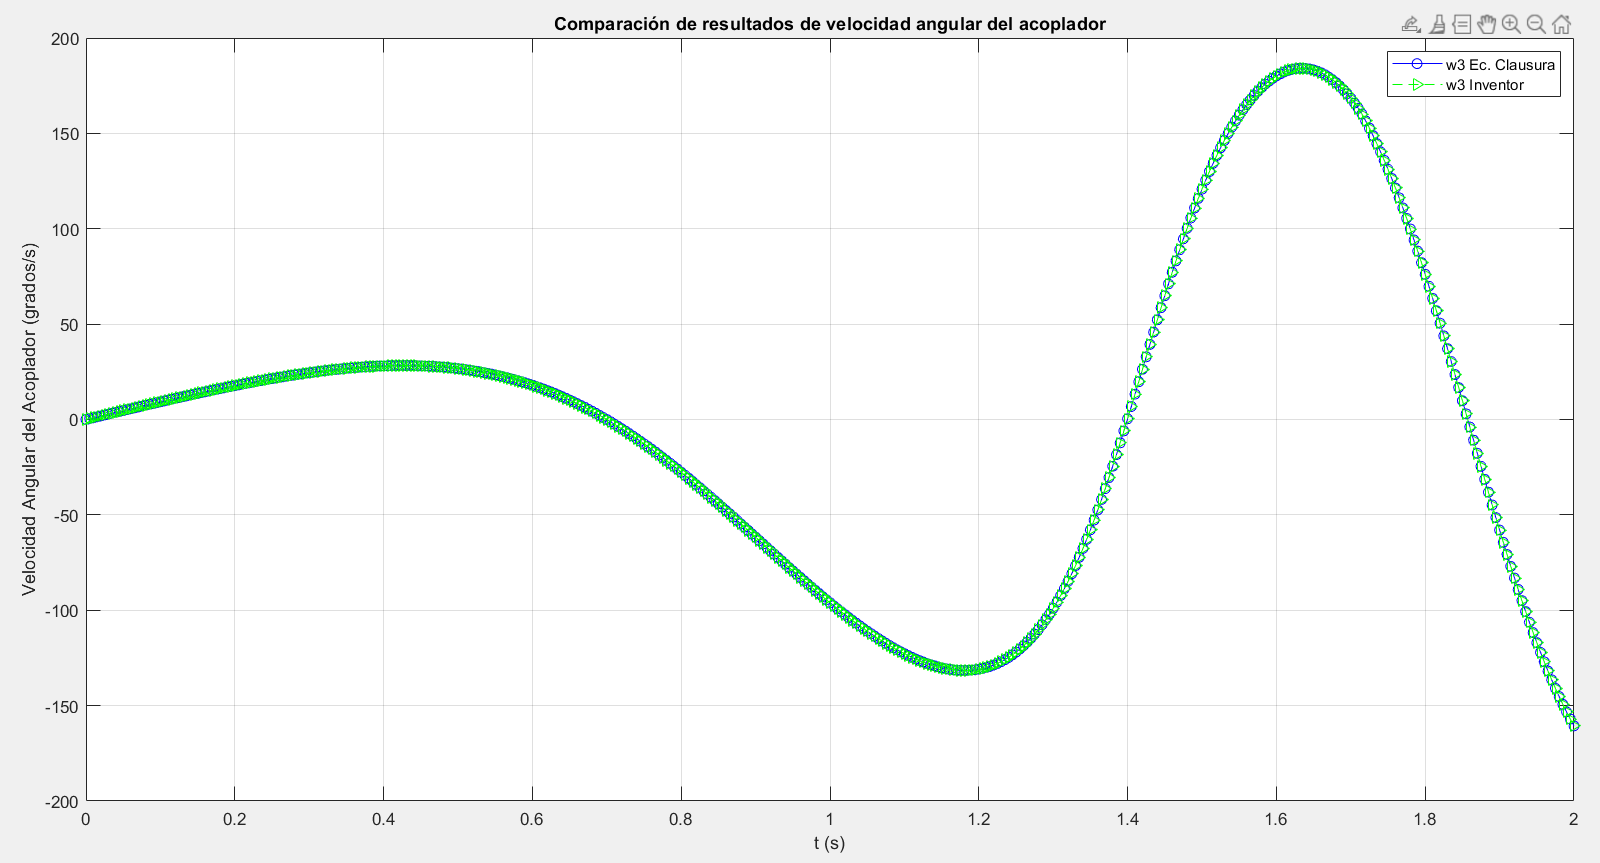 Comparación de resultados de velocidad angular del acoplador
200
150
100
50
0
-50
-100
-150
-200
Velocidad Angular del Acoplador (grados/s)
w3 Ec. Clausura
w3 Inventor
0 0.2 0.4 0.6 0.8 1 1.2 1.4 1.6 1.8 2
t (s)